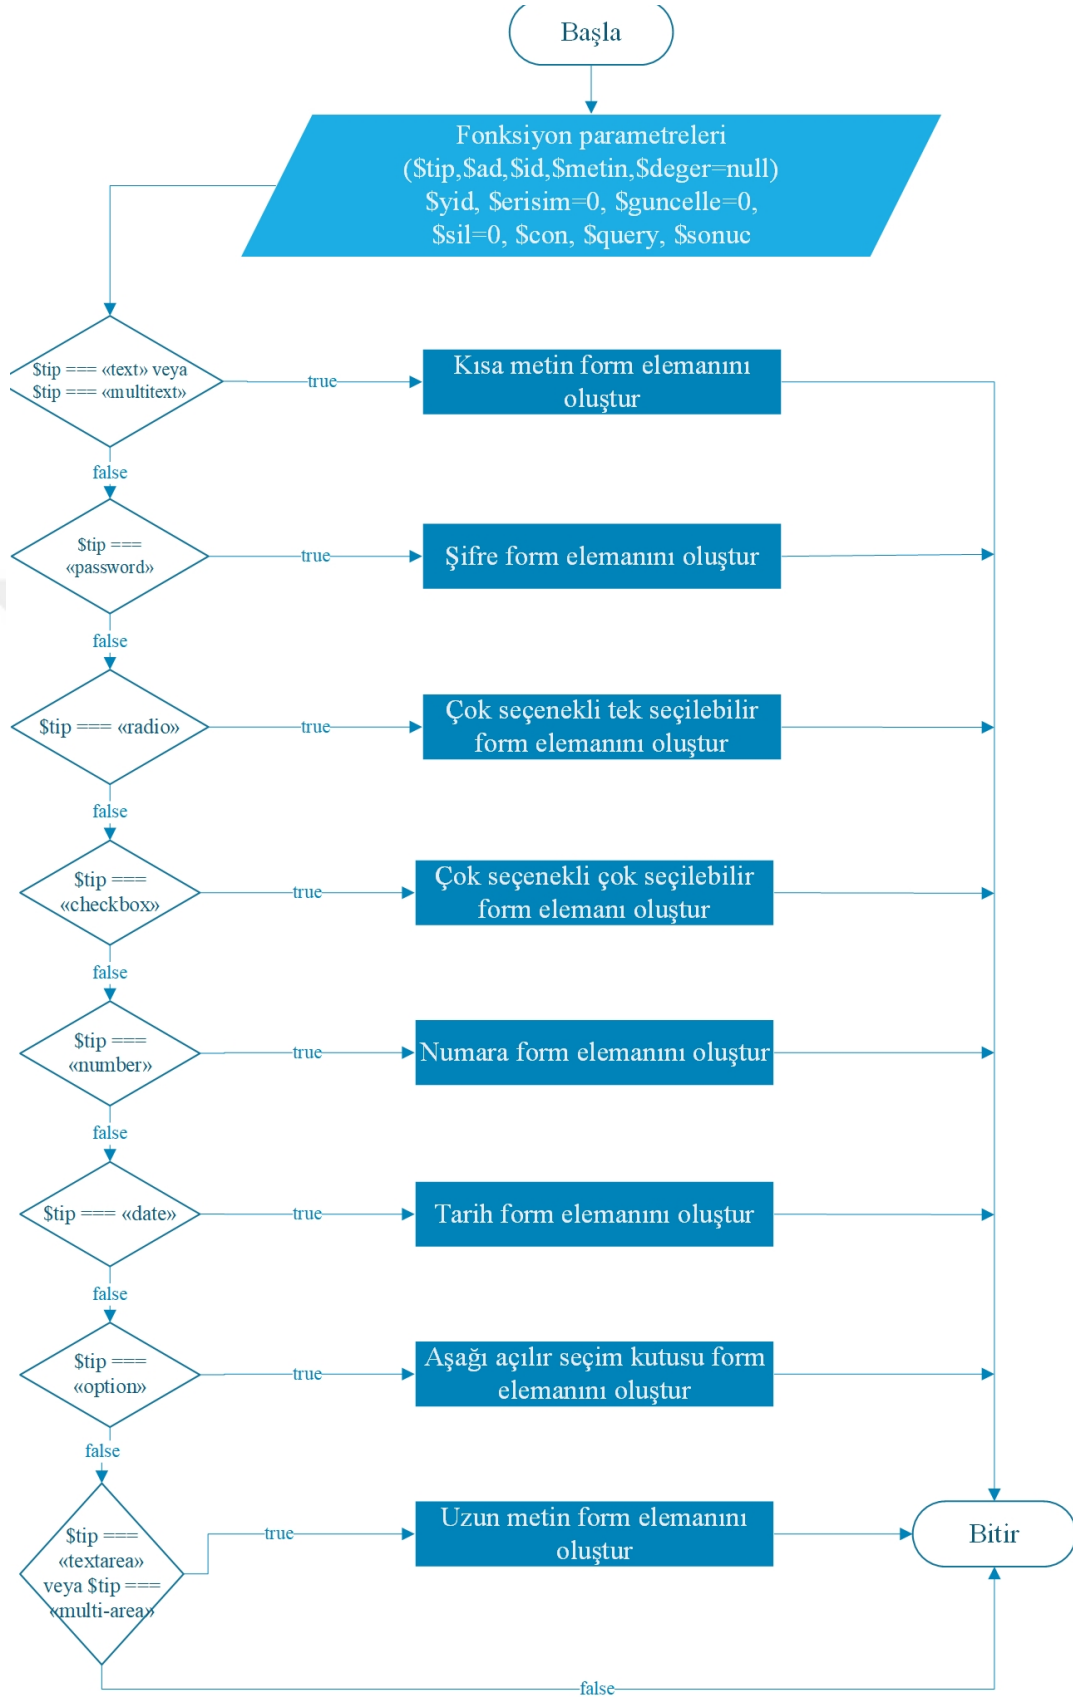 Başla
Fonksiyon parametreleri
($tip,$ad,$id,$metin,$deger=null)
$yid, $erisim=0, $guncelle=0,
$sil=0, $con, $query, $sonuc
$tip === «text» veya
$tip === «multitext»
true
Kısa metin form elemanını
oluştur
false
$tip ===
«password»
true
Şifre form elemanını oluştur
false
$tip === «radio»
true
Çok seçenekli tek seçilebilir
form elemanını oluştur
false
$tip ===
«checkbox»
true
Çok seçenekli çok seçilebilir
form elemanı oluştur
false
$tip ===
«number»
true
Numara form elemanını oluştur
false
$tip === «date»
true
Tarih form elemanını oluştur
false
$tip ===
«option»
true
Aşağı açılır seçim kutusu form
elemanını oluştur
false
$tip ===
«textarea»
veya $tip ===
«multi-area»
true
Uzun metin form elemanını
oluştur
Bitir
false